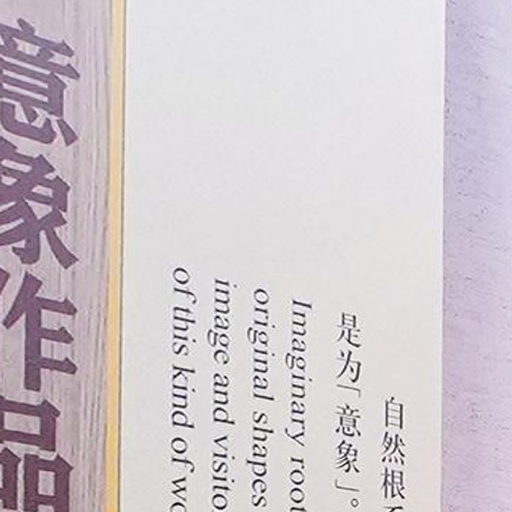 意象作品
自然根
是为「意象」。
Imaginary root
original shapes
image and visito
of this kind of wo